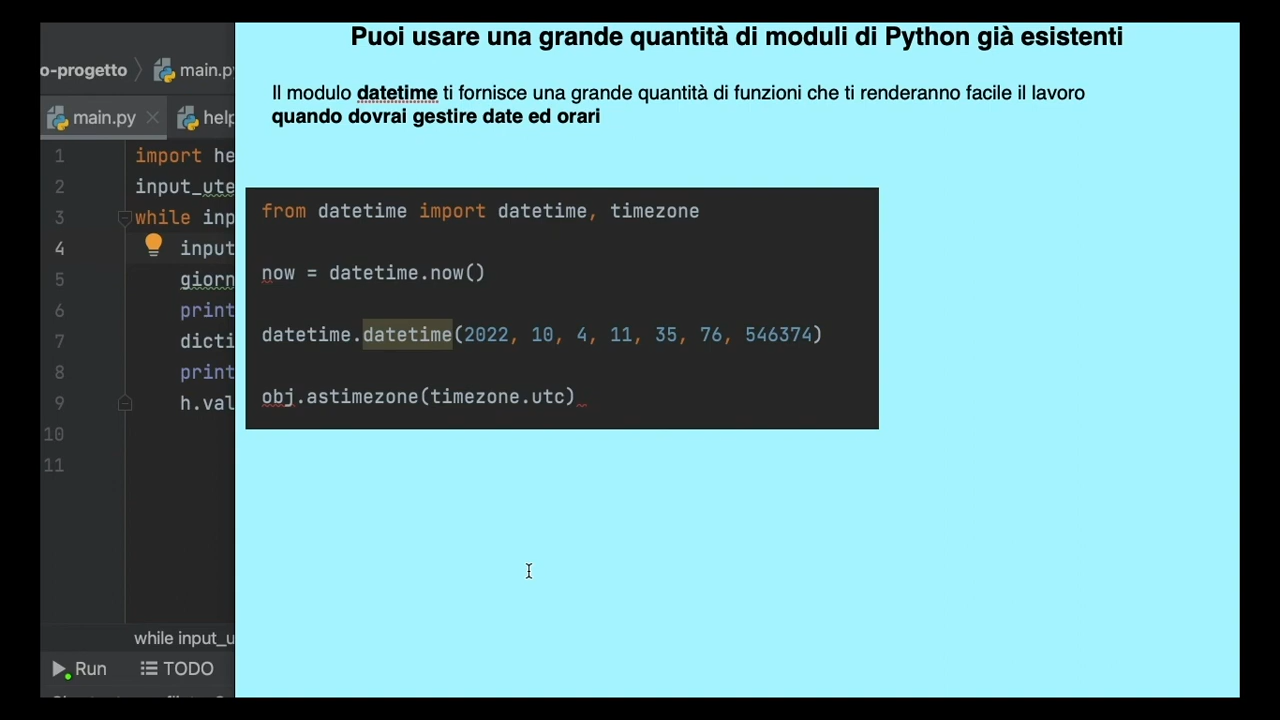 Puoi usare una grande quantità di moduli di Python già esistenti
Il modulo datetime ti fornisce una grande quantità di funzioni che ti renderanno facile il lavoro
quando dovrai gestire date ed orari
from datetime import datetime, timezone
now = datetime.now()
datetime.datetime(2022, 10, 4, 11, 35, 76, 546374)
obj.astimezone(timezone.utc)
o-progetto
main.py
main.py
help
1 import he
2 input_ute
3 while inp
4 input
5 giorn
6 print
7 dicti
8 print
9 h.val
10
11
while input_u
Run
TODO